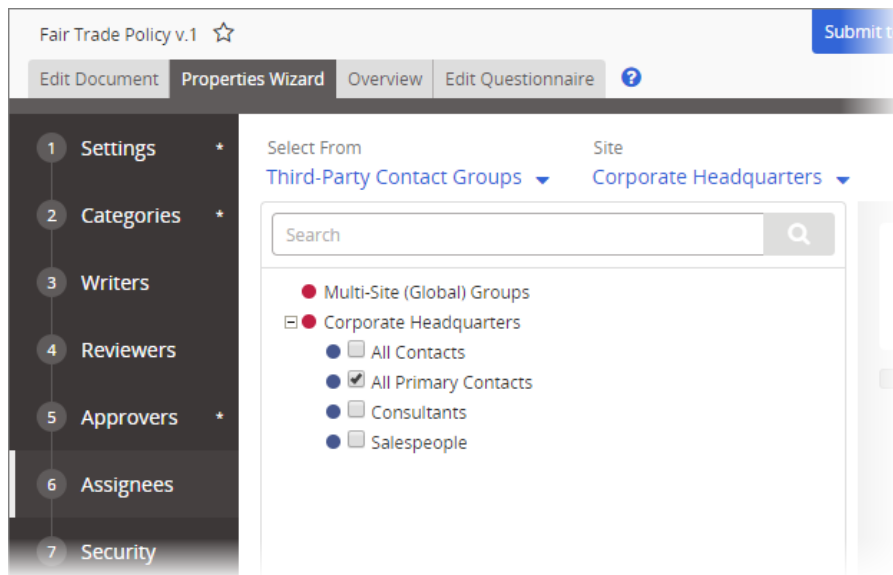 Fair Trade Policy v.1
Submit t
Edit Document Properties Wizard Overview Edit Questionnaire ?
1 Settings *
2 Categories *
3 Writers
4 Reviewers
5 Approvers *
6 Assignees
7 Security
Select From Site
Third-Party Contact Groups Corporate Headquarters
Search
Multi-Site (Global) Groups
Corporate Headquarters
All Contacts
All Primary Contacts
Consultants
Salespeople